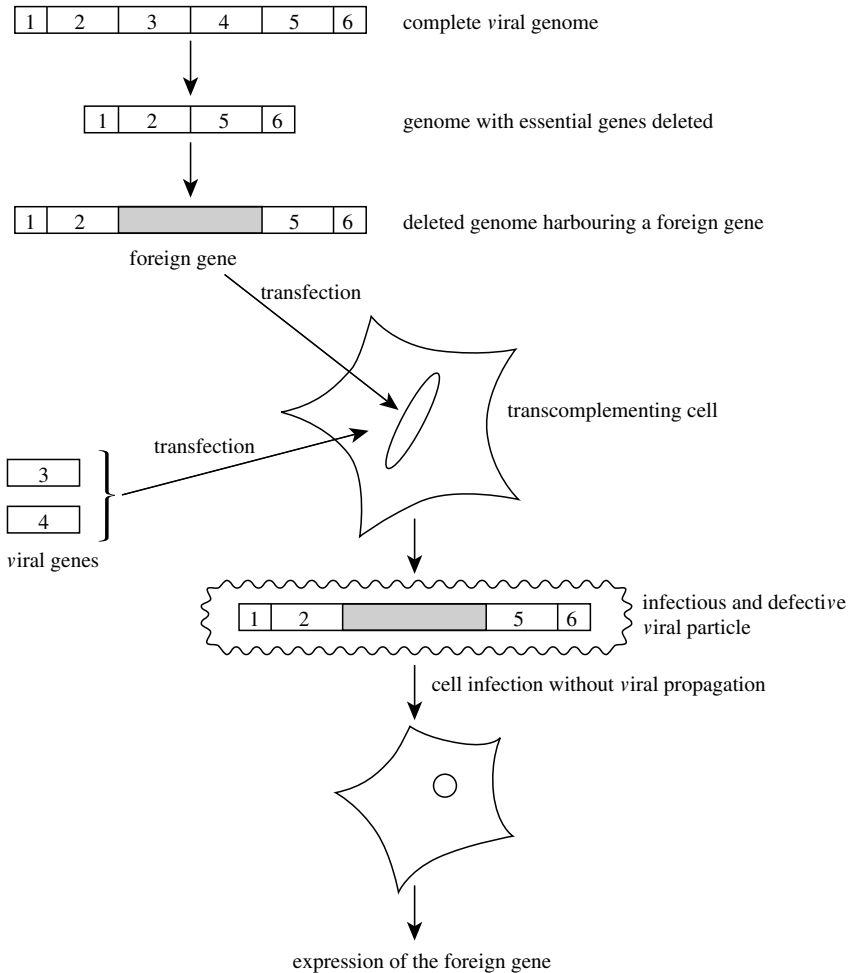 1 2 3 4 5 6 complete viral genome
1 2 5 6 genome with essential genes deleted
1 2 5 6 deleted genome harbouring a foreign gene
foreign gene
transfection
transcomplementing cell
transfection
3
4
viral genes
1 2 5 6
infectious and defective
viral particle
cell infection without viral propagation
expression of the foreign gene